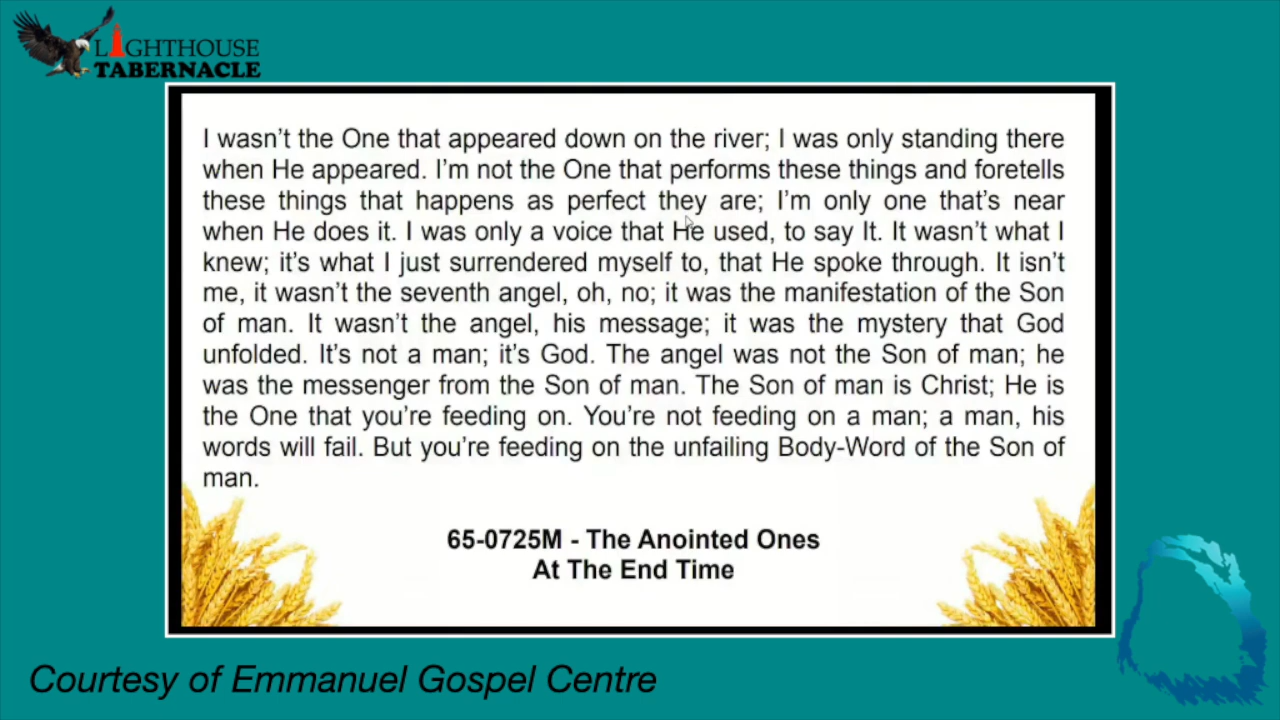 LIGHTHOUSE
TABERNACLE
I wasn't the One that appeared down on the river; I was only standing there
when He appeared. I'm not the One that performs these things and foretells
these things that happens as perfect they are; I'm only one that's near
when He does it. I was only a voice that He used, to say It. It wasn't what I
knew; it's what I just surrendered myself to, that He spoke through. It isn't
me, it wasn't the seventh angel, oh, no; it was the manifestation of the Son
of man. It wasn't the angel, his message; it was the mystery that God
unfolded. It's not a man; it's God. The angel was not the Son of man; he
was the messenger from the Son of man. The Son of man is Christ; He is
the One that you're feeding on. You're not feeding on a man; a man, his
words will fail. But you're feeding on the unfailing Body-Word of the Son of
man.
65-0725M - The Anointed Ones
At The End Time
Courtesy of Emmanuel Gospel Centre